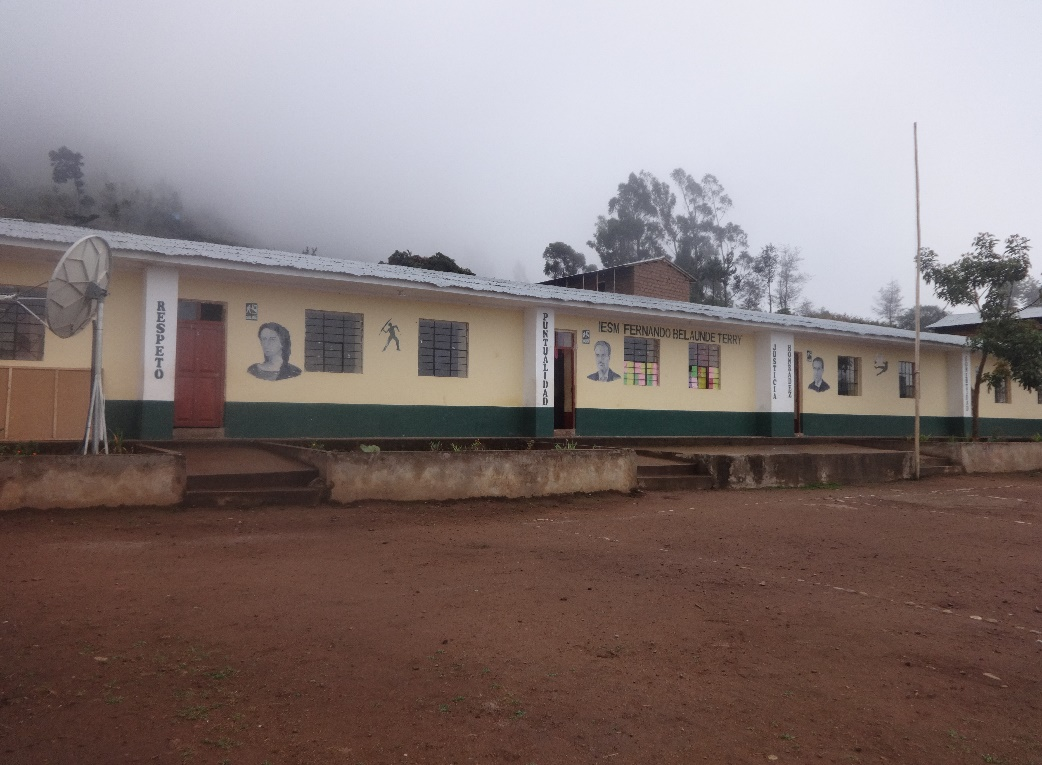 RESPETO
PUNTUALIDAD
IESM FERNANDO BELAUNDE TERRY
JUSTICIA
HONRADEZ